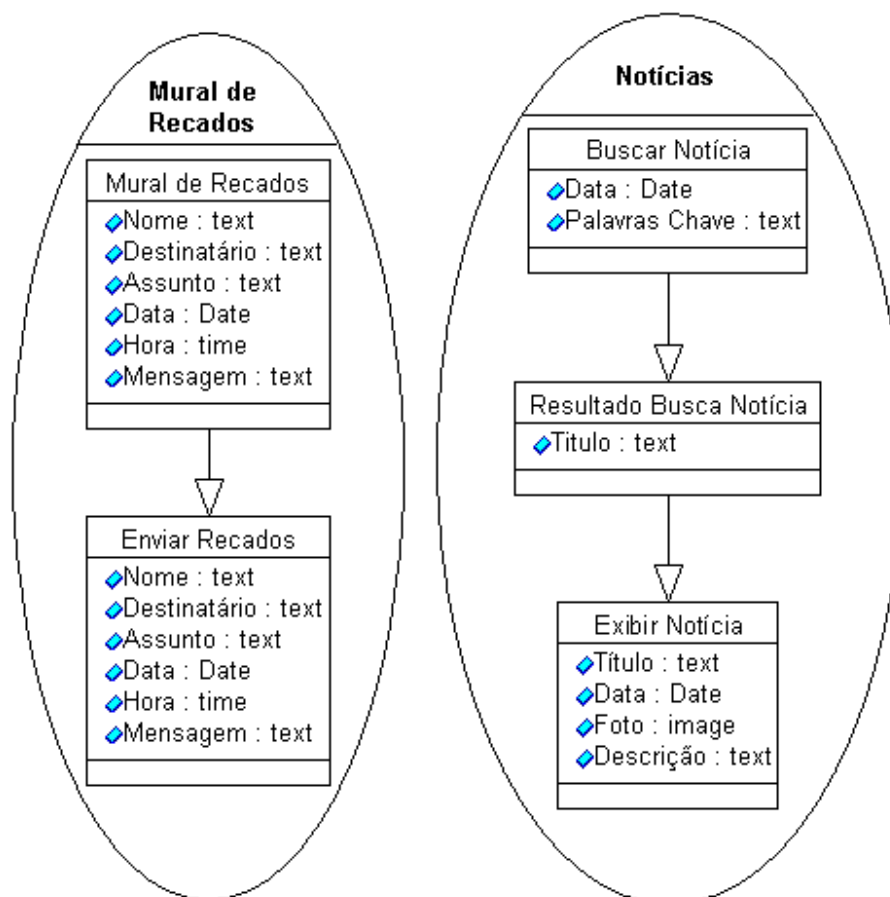 Mural de
Recados
Mural de Recados
Nome : text
Destinatário : text
Assunto : text
Data : Date
Hora : time
Mensagem : text
Enviar Recados
Nome : text
Destinatário : text
Assunto : text
Data : Date
Hora : time
Mensagem : text
Notícias
Buscar Notícia
Data : Date
Palavras Chave : text
Resultado Busca Notícia
Titulo : text
Exibir Notícia
Título : text
Data : Date
Foto : image
Descrição : text